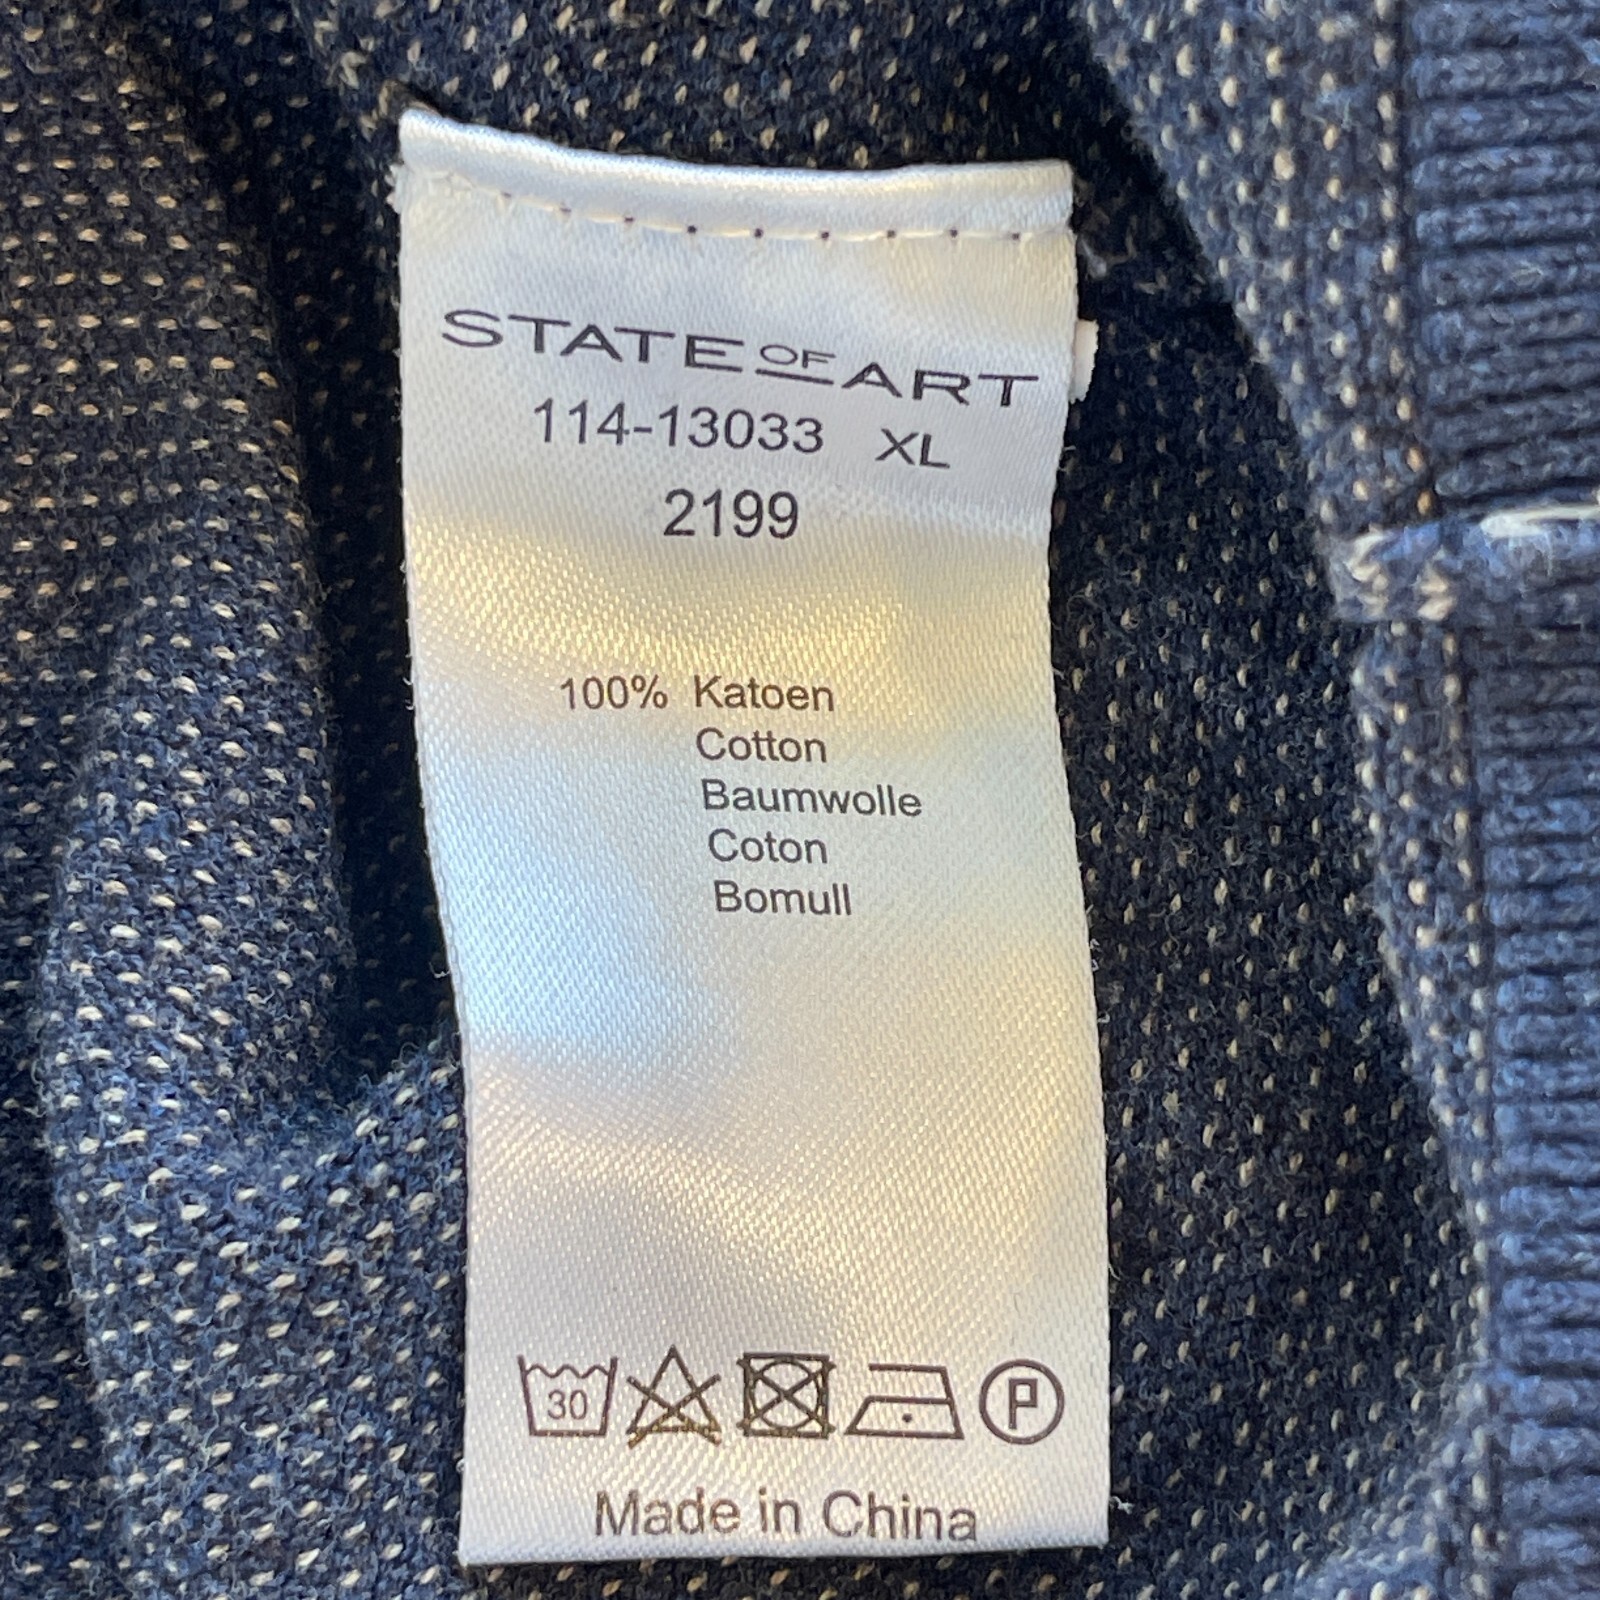 STATE OF ART
114-13033 XL
2199
100% Katoen
Cotton
Baumwolle
Coton
Bomull
30
P
Made in China